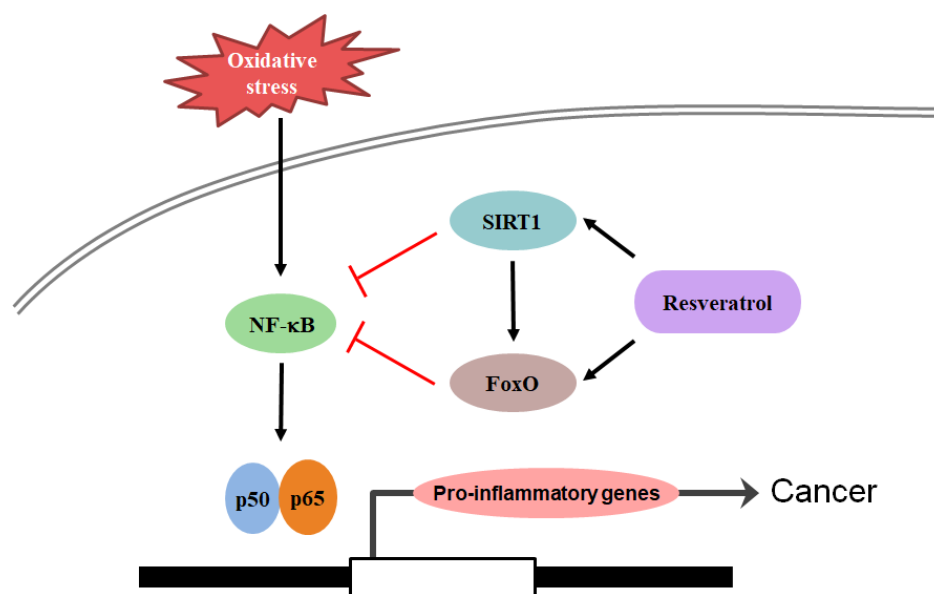 Oxidative
stress
SIRT1
Resveratrol
NF-κB
FoxO
p50
p65
Pro-inflammatory genes
Cancer